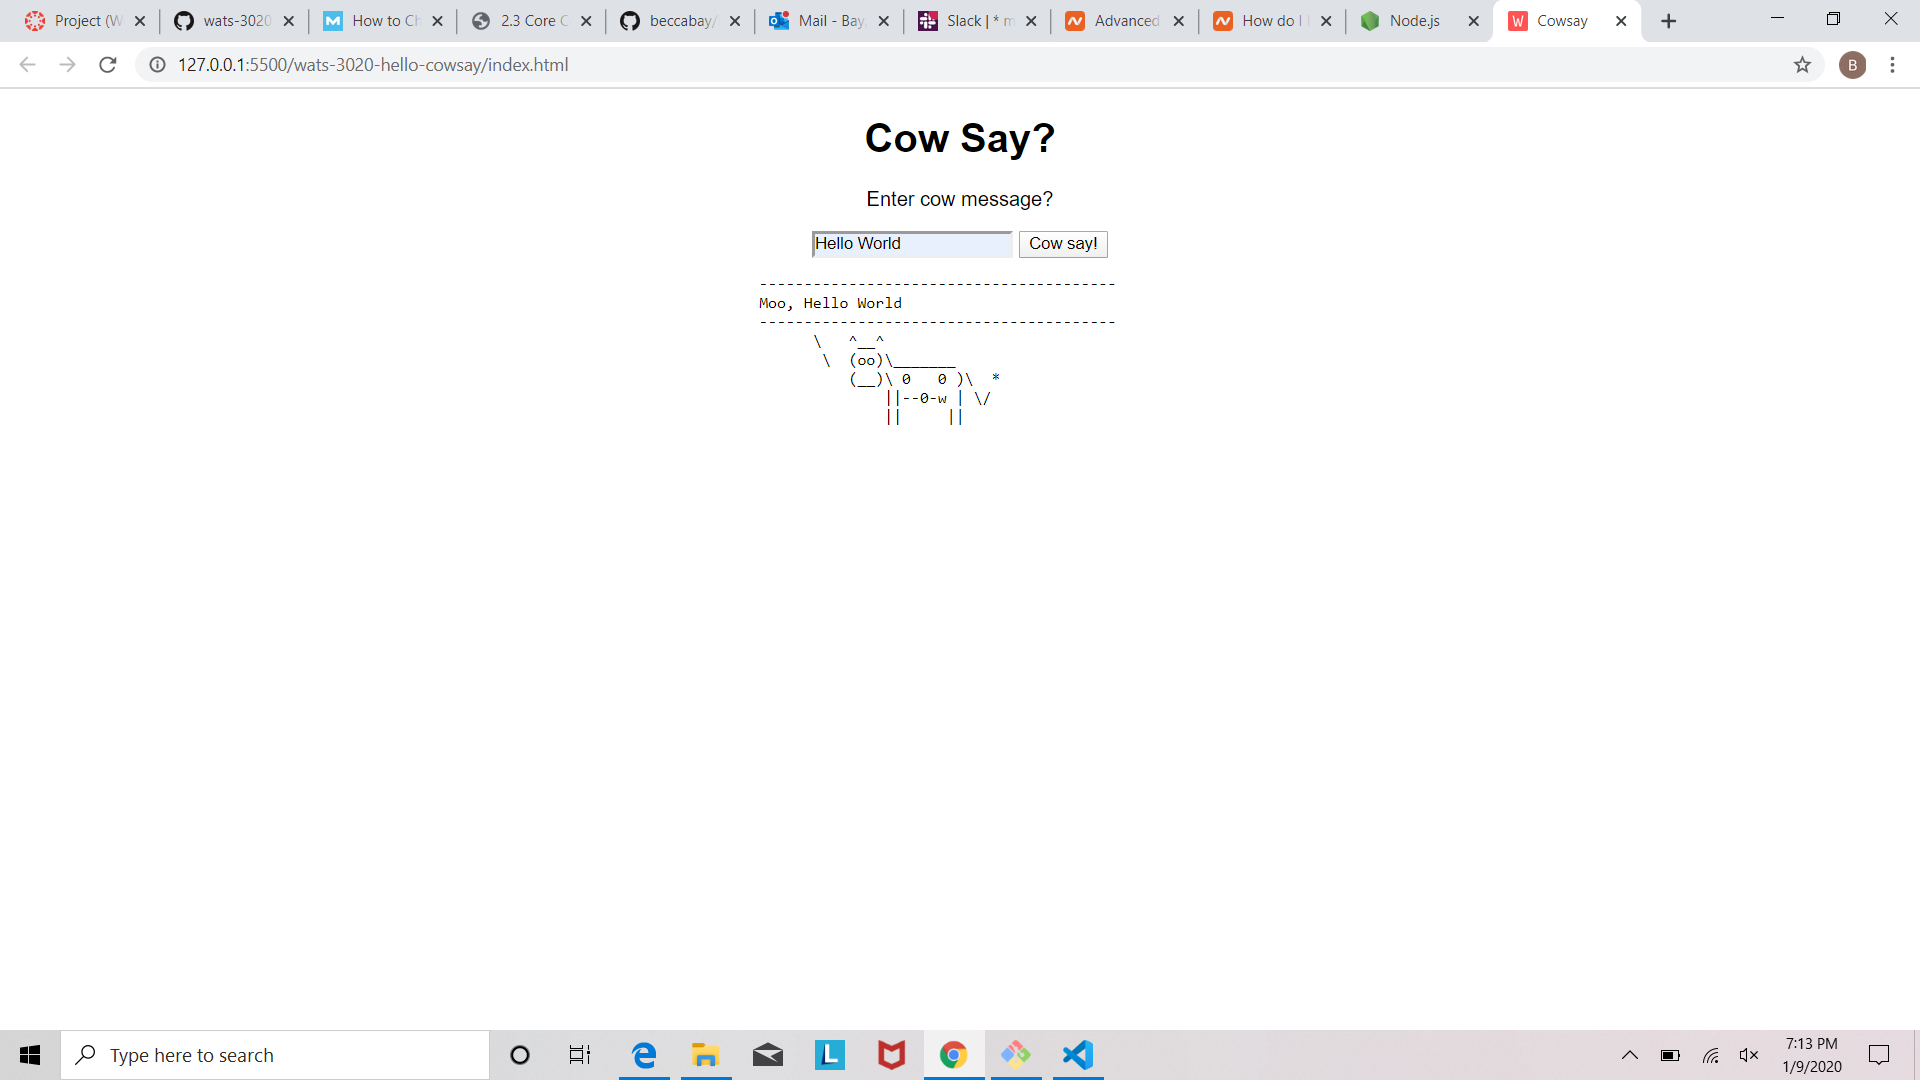 Project (W
wats-3020
How to Ch
2.3 Core C
beccabay/
Mail - Bay,
Slack | * m
Advanced
How do I
Node.js
W
Cowsay
127.0.0.1:5500/wats-3020-hello-cowsay/index.html
B
Cow Say?
Enter cow message?
Hello World
Cow say!
----------------------------------------
Moo, Hello World
----------------------------------------
      \   ^__^
       \  (oo)\_______
          (__)\ 0   0 )\  *
              ||--0-w | \/
              ||     ||
Type here to search
L
7:13 PM
1/9/2020